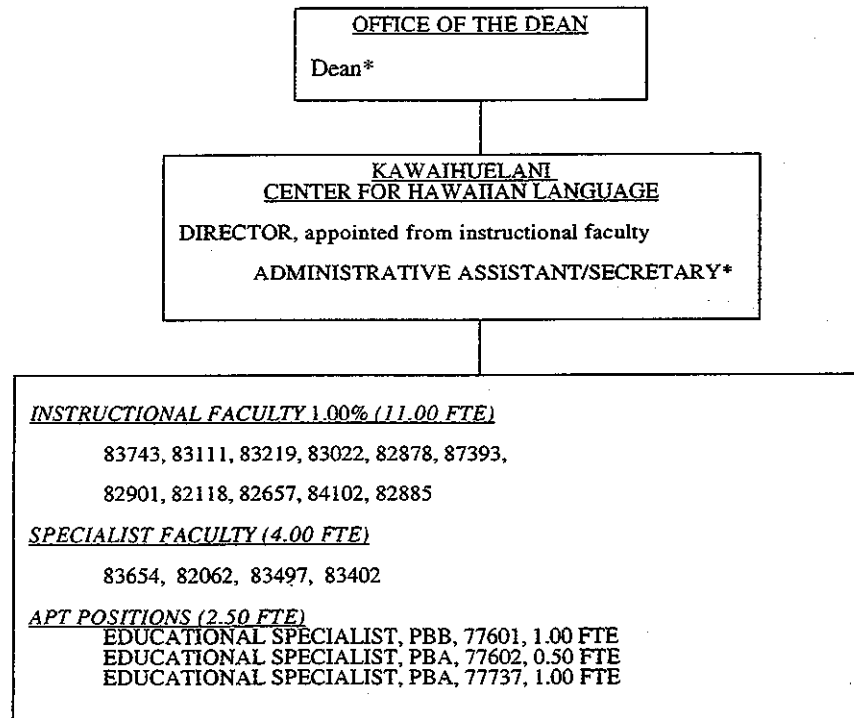 OFFICE OF THE DEAN
Dean*
KAWAIHUELANI
CENTER FOR HAWAIIAN LANGUAGE
DIRECTOR, appointed from instructional faculty
ADMINISTRATIVE ASSISTANT/SECRETARY*
INSTRUCTIONAL FACULTY 1.00% (11.00 FTE)
83743, 83111, 83219, 83022, 82878, 87393,
82901, 82118, 82657, 84102, 82885
SPECIALIST FACULTY (4.00 FTE)
83654, 82062, 83497, 83402
APT POSITIONS (2.50 FTE)
EDUCATIONAL SPECIALIST, PBB, 77601, 1.00 FTE
EDUCATIONAL SPECIALIST, PBA, 77602, 0.50 FTE
EDUCATIONAL SPECIALIST, PBA, 77737, 1.00 FTE